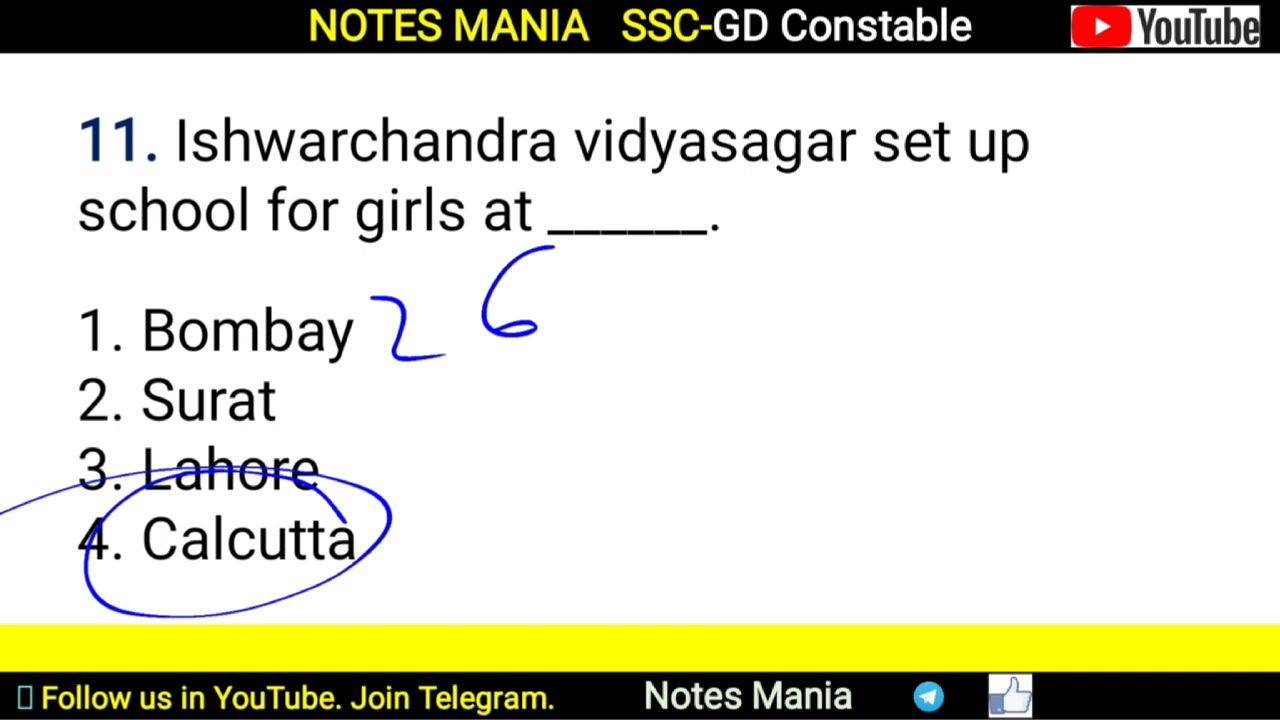 NOTES MANIA SSC-GD Constable YouTube
11. Ishwarchandra vidyasagar set up
school for girls at ______.
1. Bombay 2 6
2. Surat
3. Lahore
4. Calcutta
Follow us in YouTube. Join Telegram. Notes Mania